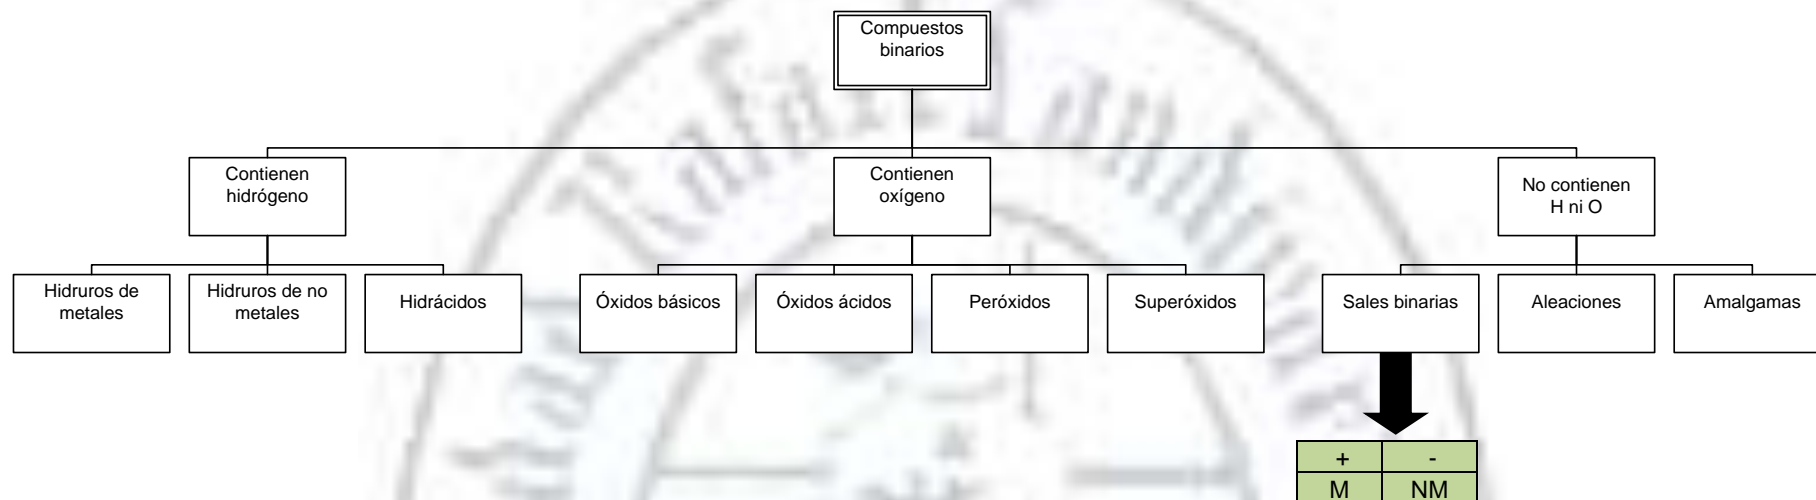 Compuestos
binarios
Contienen
hidrógeno
Contienen
oxígeno
No contienen
H ni O
Hidruros de
metales
Hidruros de no
metales
Hidrácidos
Óxidos básicos
Óxidos ácidos
Peróxidos
Superóxidos
Sales binarias
Aleaciones
Amalgamas
+ -
M NM